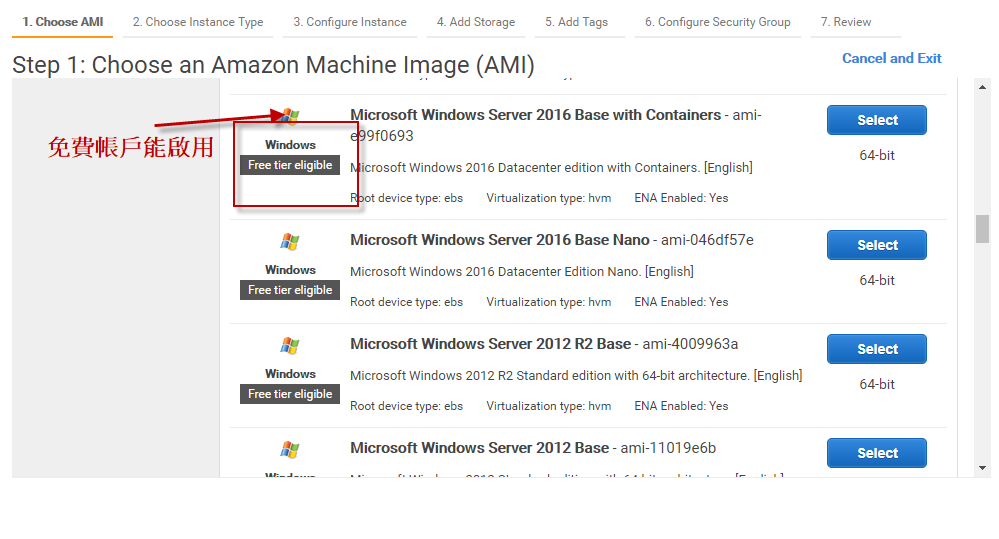 1. Choose AMI
2. Choose Instance Type
3. Configure Instance
4. Add Storage
5. Add Tags
6. Configure Security Group
7. Review
Step 1: Choose an Amazon Machine Image (AMI)
Cancel and Exit
免費帳戶能啟用
Windows
Free tier eligible
Microsoft Windows Server 2016 Base with Containers - ami-
e99f0693
Microsoft Windows 2016 Datacenter edition with Containers. [English]
Root device type: ebs Virtualization type: hvm ENA Enabled: Yes
Select
64-bit
Windows
Free tier eligible
Microsoft Windows Server 2016 Base Nano - ami-046df57e
Microsoft Windows 2016 Datacenter Edition Nano. [English]
Root device type: ebs Virtualization type: hvm ENA Enabled: Yes
Select
64-bit
Windows
Free tier eligible
Microsoft Windows Server 2012 R2 Base - ami-4009963a
Microsoft Windows 2012 R2 Standard edition with 64-bit architecture. [English]
Root device type: ebs Virtualization type: hvm ENA Enabled: Yes
Select
64-bit
Windows
Microsoft Windows Server 2012 Base - ami-11019e6b
Select